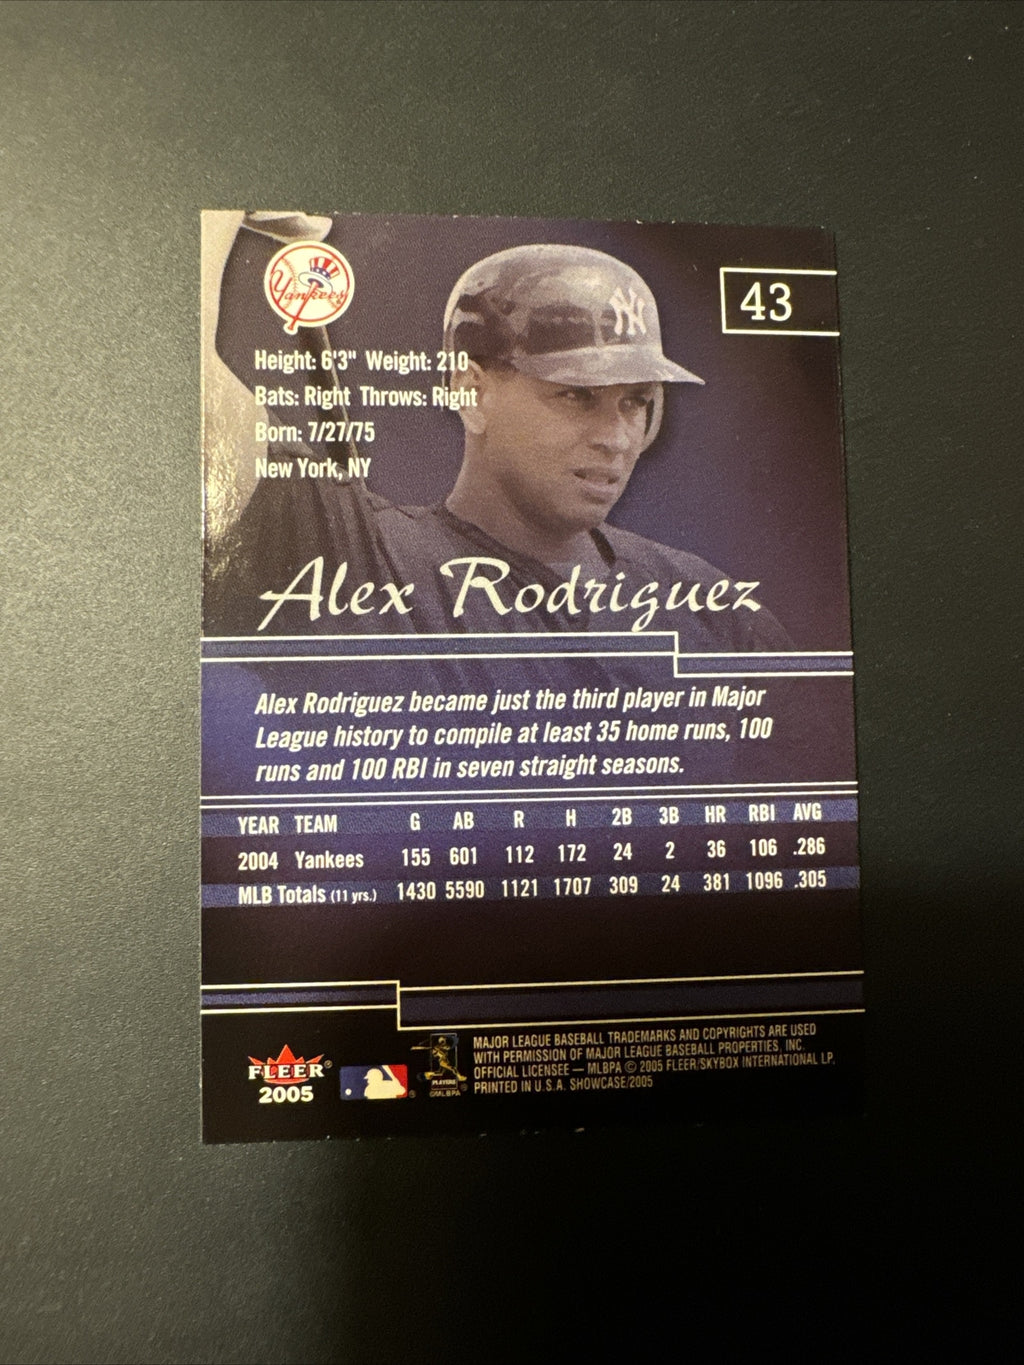 Yankees
NY
43
Height: 6'3" Weight: 210
Bats: Right Throws: Right
Born: 7/27/75
New York, NY
Alex Rodriguez
Alex Rodriguez became just the third player in Major
League history to compile at least 35 home runs, 100
runs and 100 RBI in seven straight seasons.
YEAR TEAM G AB R H 2B 3B HR RBI AVG
2004 Yankees 155 601 112 172 24 2 36 106 .286
MLB Totals (11 yrs.) 1430 5590 1121 1707 309 24 381 1096 .305
FLEER®
2005
PLAYERS
©MLBPA
MAJOR LEAGUE BASEBALL TRADEMARKS AND COPYRIGHTS ARE USED
WITH PERMISSION OF MAJOR LEAGUE BASEBALL PROPERTIES, INC.
OFFICIAL LICENSEE — MLBPA © 2005 FLEER/SKYBOX INTERNATIONAL LP.
PRINTED IN U.S.A. SHOWCASE/2005